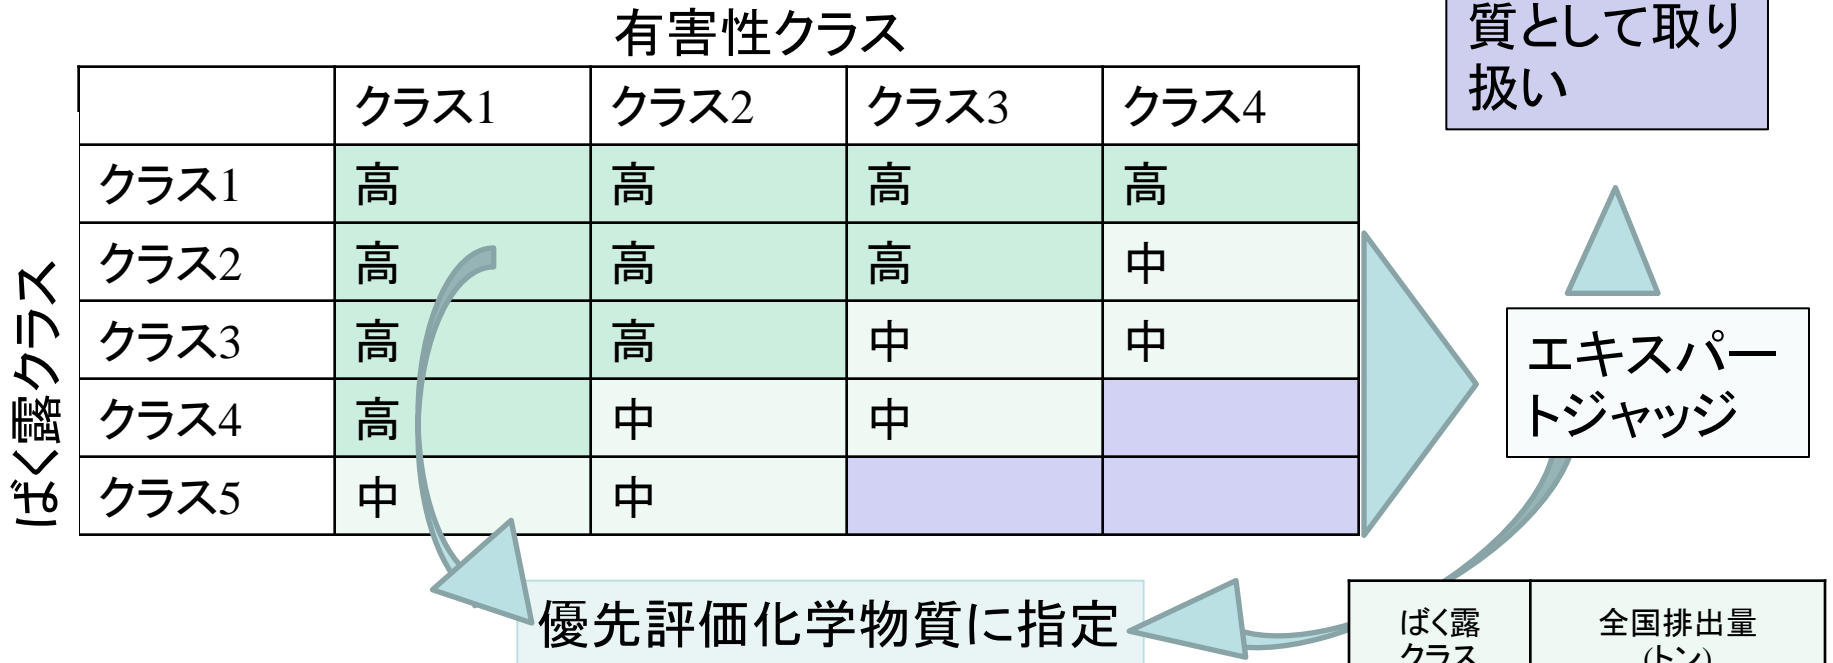 有害性クラス
質として取り
扱い
クラス1 クラス2 クラス3 クラス4
クラス1 高 高 高 高
クラス2 高 高 高 中
クラス3 高 高 中 中
クラス4 高 中 中
クラス5 中 中
ばく露クラス
エキスパー
トジャッジ
優先評価化学物質に指定
ばく露
クラス
全国排出量
(トン)